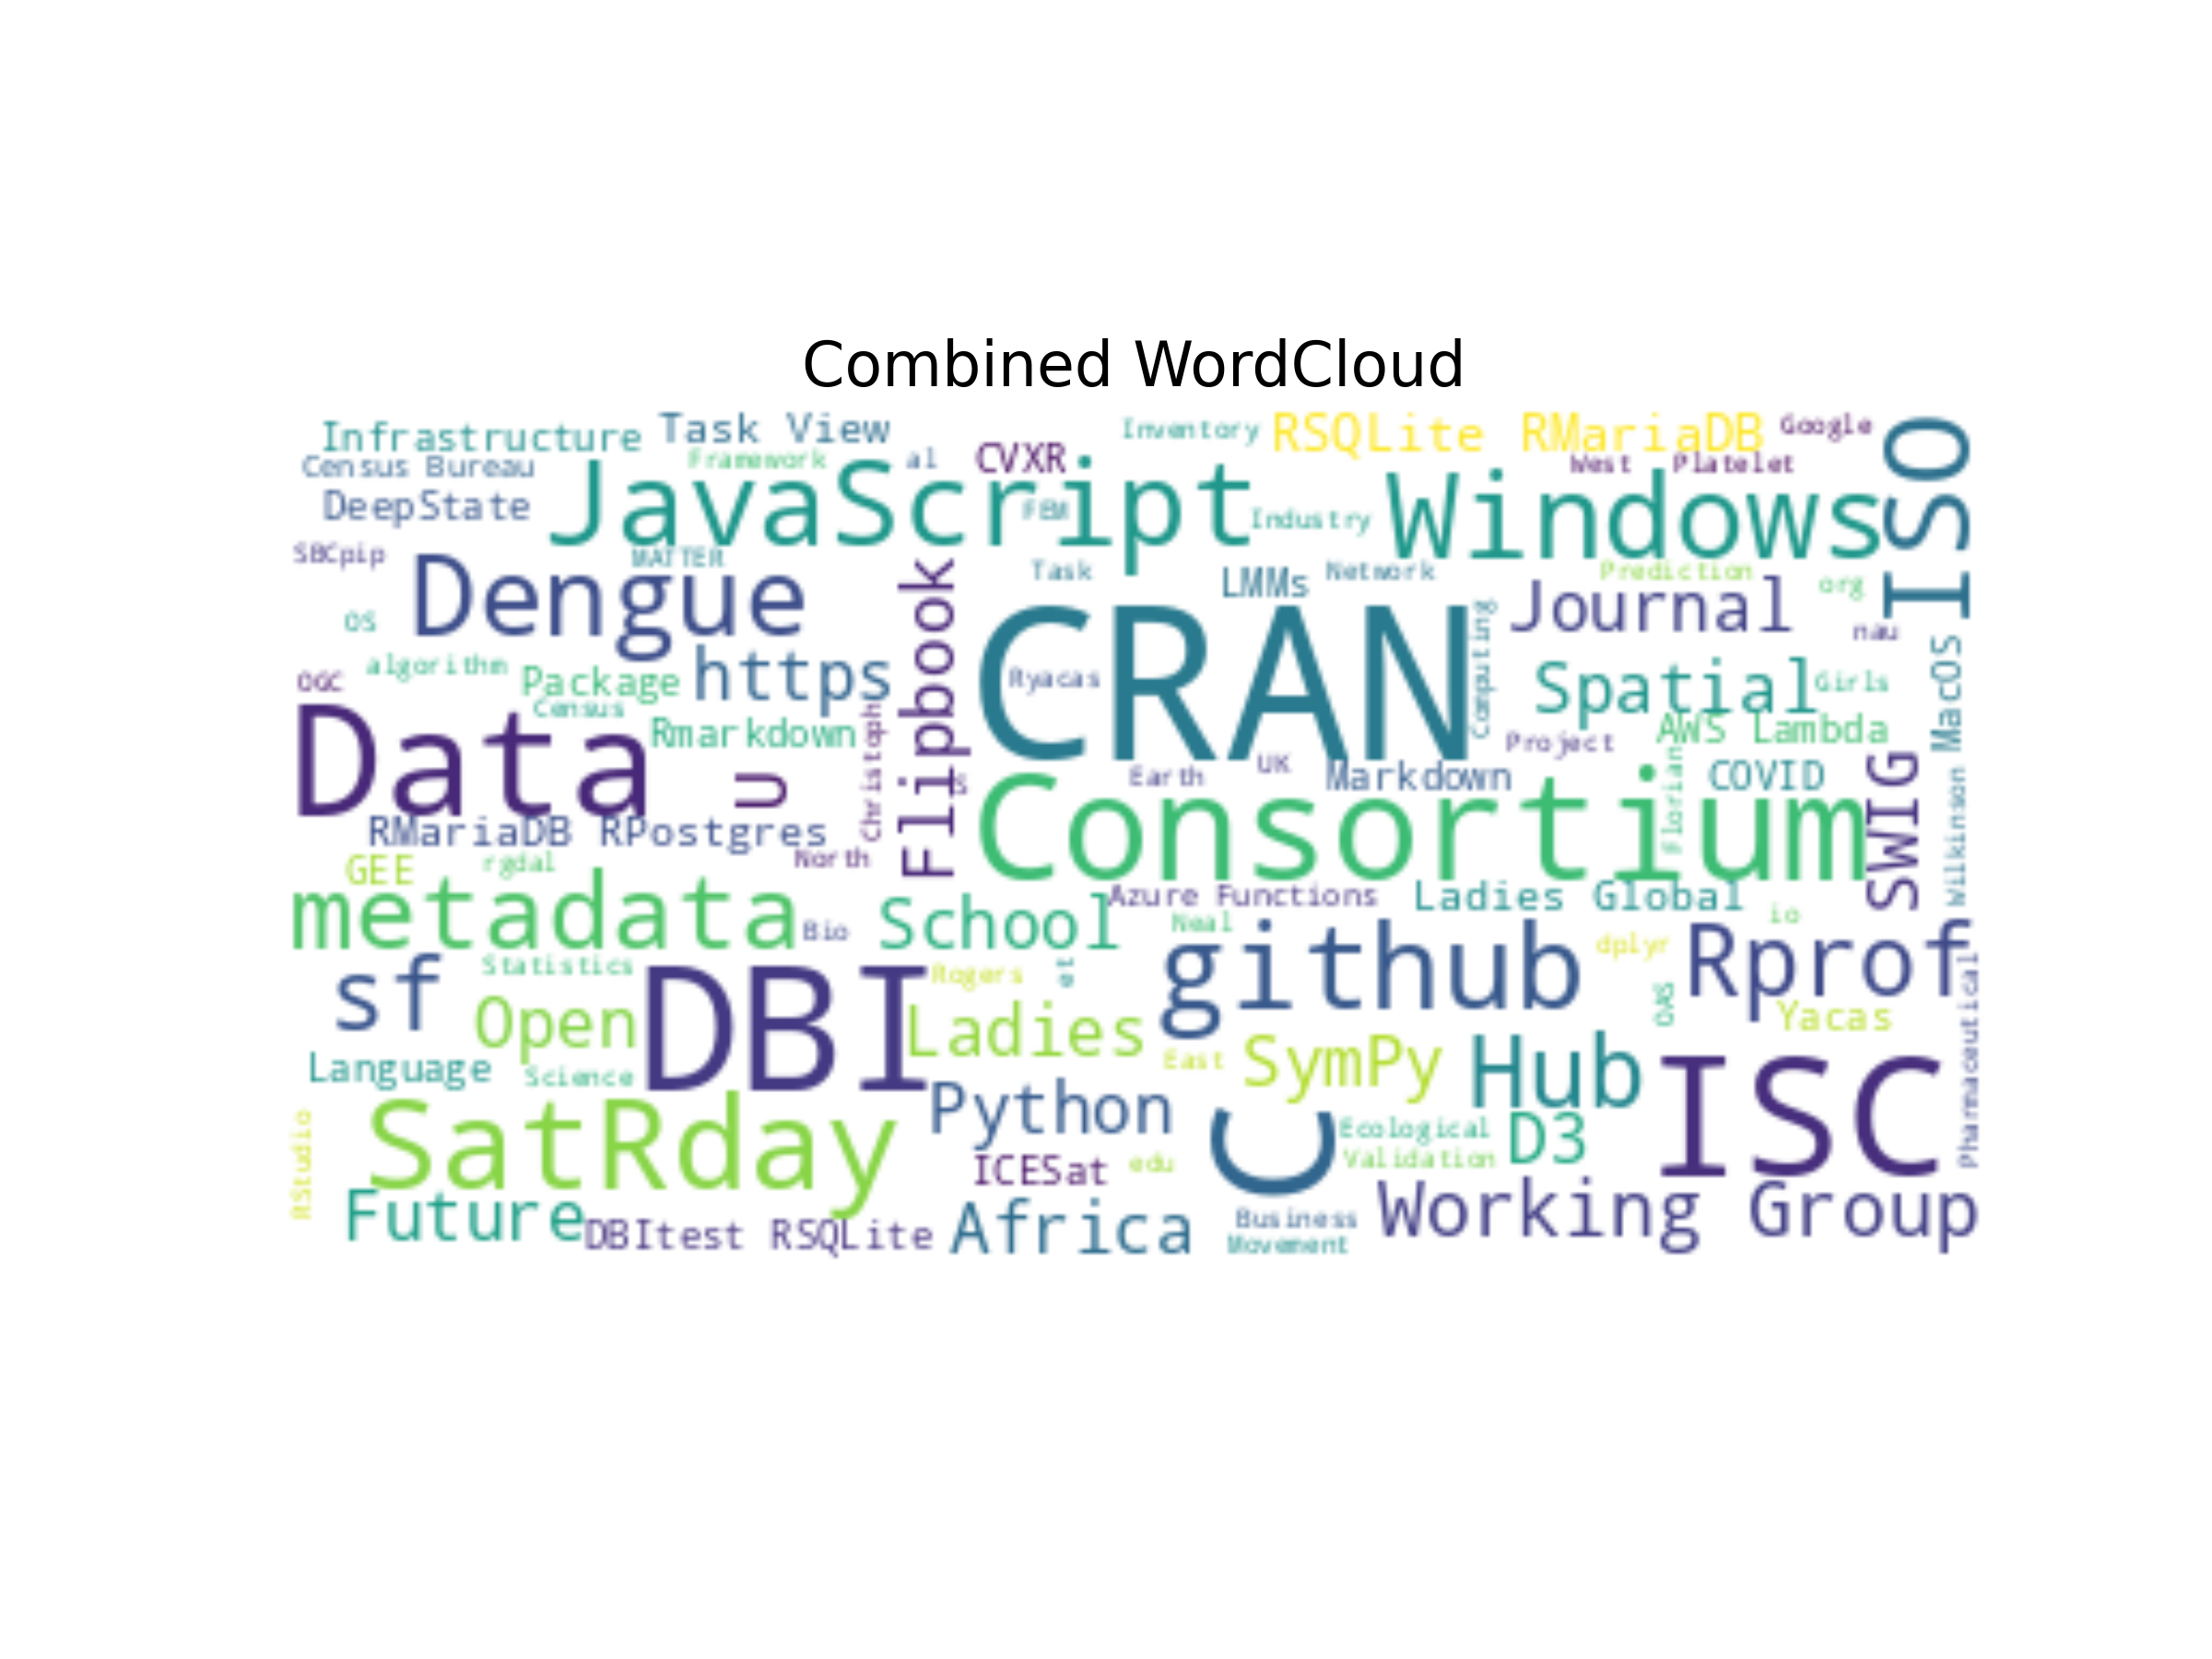 Combined WordCloud
Infrastructure
Task View
Inventory
RSQLite RMariaDB
Google
ISO
Census Bureau
Framework
al
CVXR
West
Platelet
DeepState
JavaScript
FEM
Industry
Windows
SBCpip
MATTER
Task
LMMs
Network
Prediction
org
Dengue
Flipbook
CRAN
Computing
Journal
OS
nau
algorithm
Package
https
Ryacas
Spatial
Girls
MacOS
OGC
Census
Data
Rmarkdown
Christoph
AWS Lambda
Project
U
S
Earth
UK
Markdown
Florian
COVID
SWIG
Wilkinson
RMariaDB RPostgres
Consortium
GEE
rgdal
North
metadata
Bio
School
Azure Functions
Ladies Global
Neal
io
github
dplyr
Rprof
sf
Statistics
DBI
Rogers
et
OAS
Pharmaceutical
Open
Ladies
Yacas
Language
Science
East
SymPy
Hub
ISC
RStudio
SatRday
Python
C
Ecological
D3
Validation
ICESat
edu
Future
DBItest RSQLite
Africa
Business
Movement
Working Group